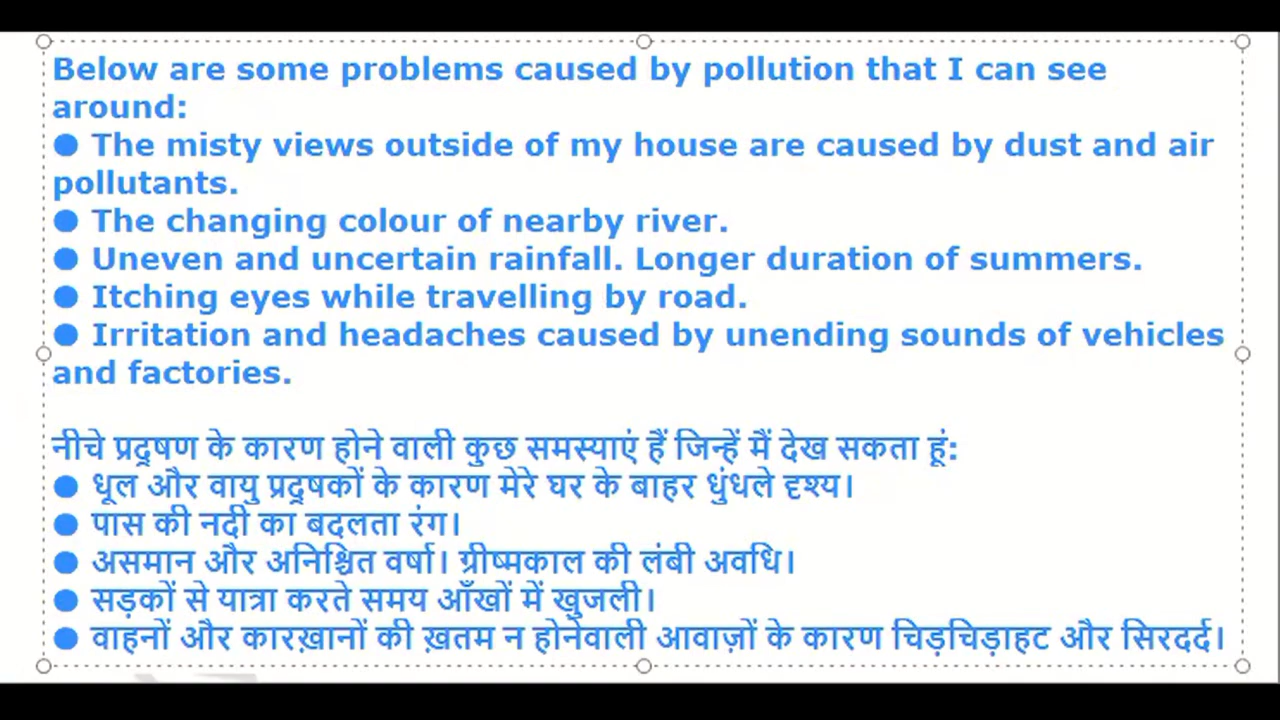 Below are some problems caused by pollution that I can see
around:
● The misty views outside of my house are caused by dust and air
pollutants.
● The changing colour of nearby river.
● Uneven and uncertain rainfall. Longer duration of summers.
● Itching eyes while travelling by road.
● Irritation and headaches caused by unending sounds of vehicles
and factories.
नीचे प्रदूषण के कारण होने वाली कुछ समस्याएं हैं जिन्हें मैं देख सकता हूं:
● धूल और वायु प्रदूषकों के कारण मेरे घर के बाहर धुंधले दृश्य।
● पास की नदी का बदलता रंग।
● असमान और अनिश्चित वर्षा। ग्रीष्मकाल की लंबी अवधि।
● सड़कों से यात्रा करते समय आँखों में खुजली।
● वाहनों और कारख़ानों की ख़तम न होनेवाली आवाज़ों के कारण चिड़चिड़ाहट और सिरदर्द।